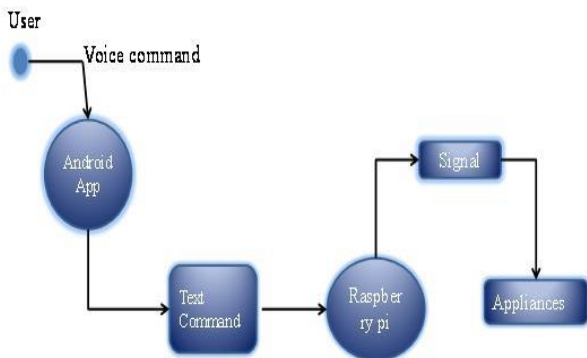 User
Voice command
Android
App
Text
Command
Raspber
ry pi
Signal
Appliances